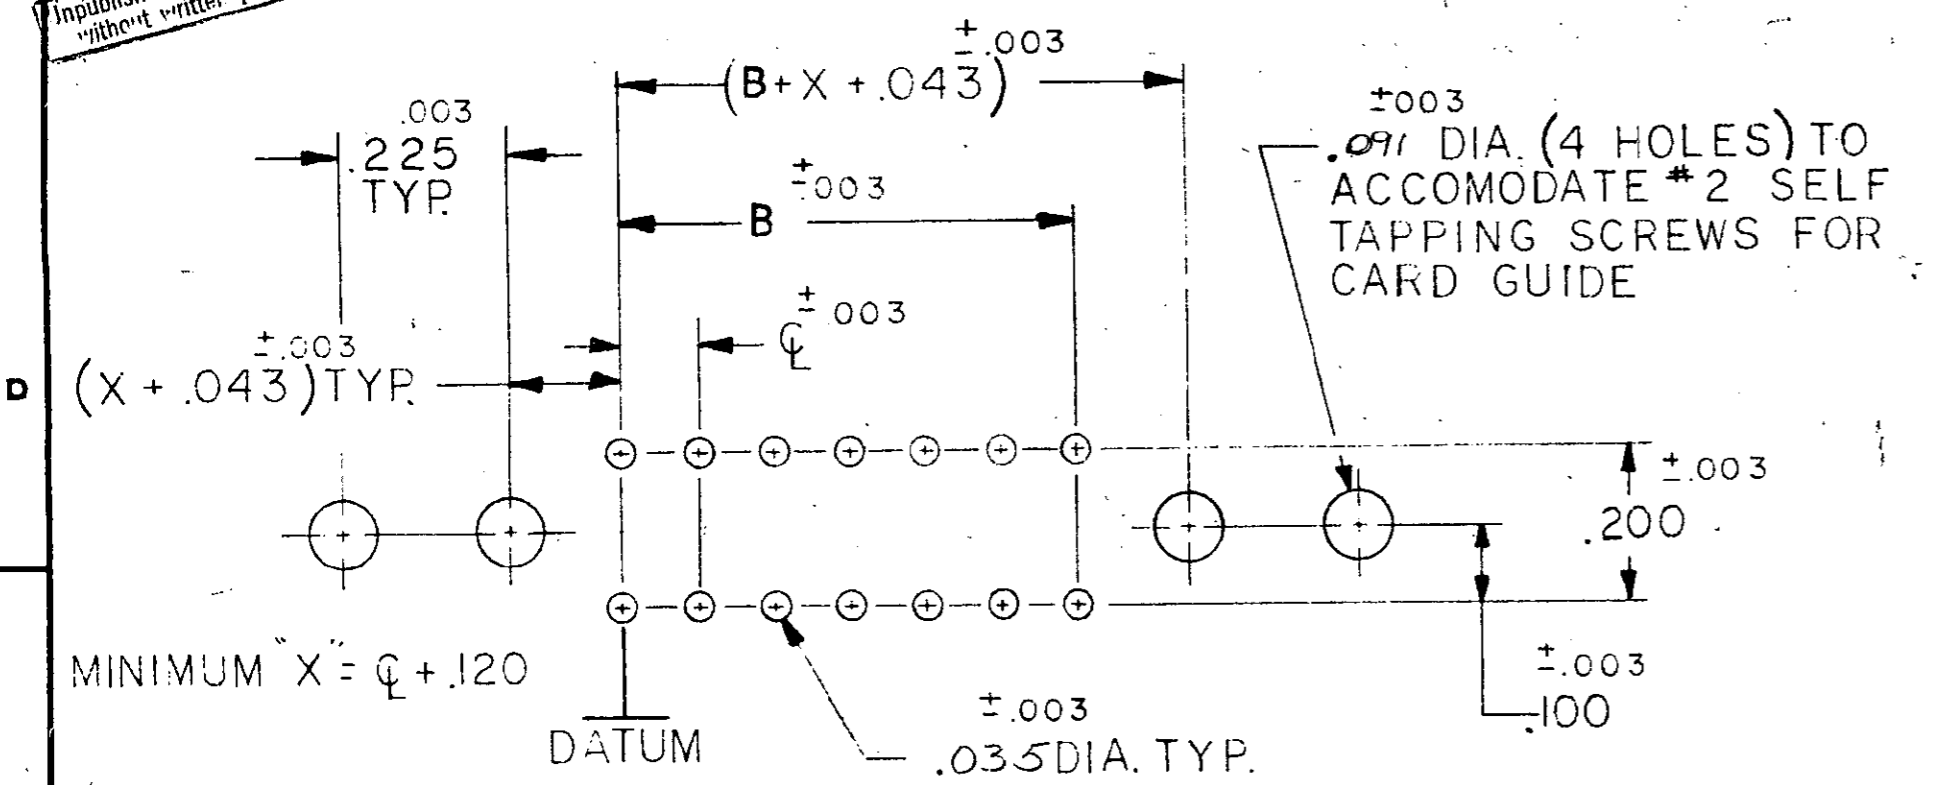 without
±.003
(B+X +.043)
.003
.225
TYP.
±.003
B
±003
.091 DIA. (4 HOLES) TO
ACCOMODATE #2 SELF
TAPPING SCREWS FOR
CARD GUIDE
±.003
℄
±.003
(X + .043)TYP.
D
±.003
.200
MINIMUM "X"= ℄ + .120
±.003
.100
DATUM
±.003
.035 DIA. TYP.